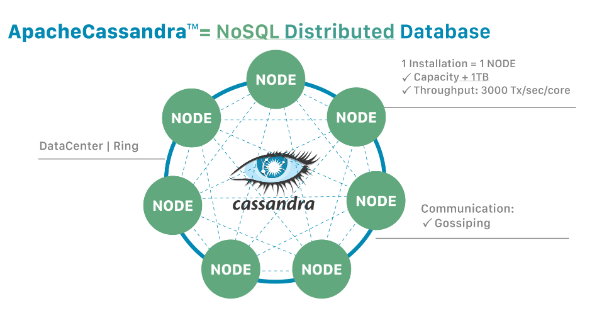 ApacheCassandra™= NoSQL Distributed Database
1 Installation = 1 NODE
✓ Capacity + 1TB
✓ Throughput: 3000 Tx/sec/core
NODE
NODE
NODE
DataCenter | Ring
cassandra
NODE
NODE
Communication:
✓ Gossiping
NODE
NODE